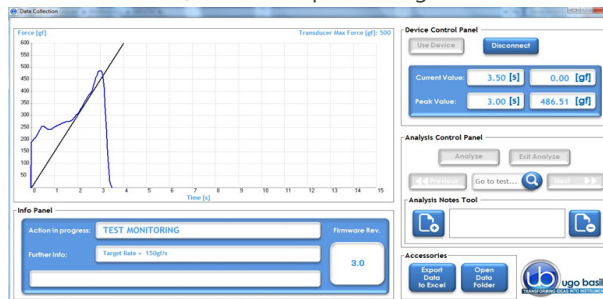 Data Collection
Force [gf]
Transducer Max Force [gf]: 500
600
550
500
450
400
350
300
250
200
150
100
50
0 1 2 3 4 5 6 7 8 9 10 11 12 13 14 15
Time [s]
Info Panel
Action in progress: TEST MONITORING
Further info: Target Rate = 150gf/s
Firmware Rev.
3.0
Device Control Panel
Use Device
Disconnect
Current Value: 3.50 [s] 0.00 [gf]
Peak Value: 3.00 [s] 486.51 [gf]
Analysis Control Panel
Analyze
Exit Analyze
Previous
Go to test...
Next
Analysis Notes Tool
Accessories
Export Data to Excel
Open Data Folder
ub ugo basile
TRANSFORMING IDEAS INTO INSTRUMENTS